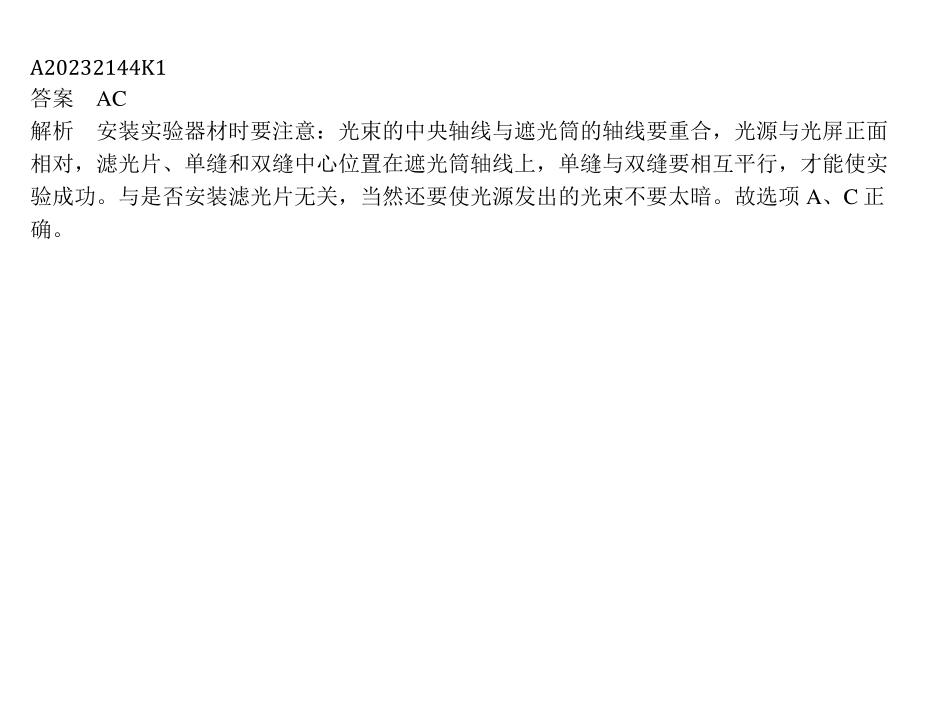 A20232144K1
答案 AC
解析 安装实验器材时要注意：光束的中央轴线与遮光筒的轴线要重合，光源与光屏正面
相对，滤光片、单缝和双缝中心位置在遮光筒轴线上，单缝与双缝要相互平行，才能使实
验成功。与是否安装滤光片无关，当然还要使光源发出的光束不要太暗。故选项 A、C 正
确。